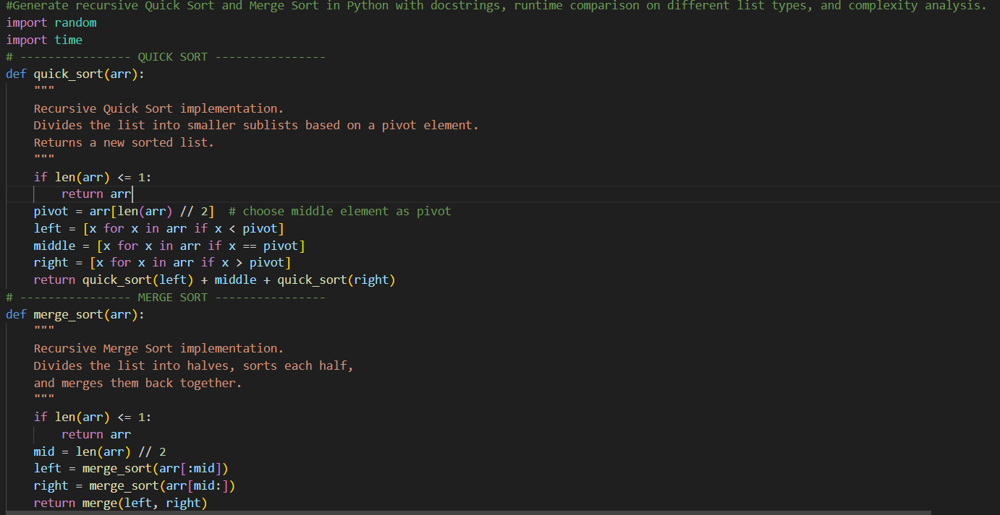 #Generate recursive Quick Sort and Merge Sort in Python with docstrings, runtime comparison on different list types, and complexity analysis.
import random
import time
# ---------------- QUICK SORT ----------------
def quick_sort(arr):
    """
    Recursive Quick Sort implementation.
    Divides the list into smaller sublists based on a pivot element.
    Returns a new sorted list.
    """
    if len(arr) <= 1:
        return arr
    pivot = arr[len(arr) // 2]  # choose middle element as pivot
    left = [x for x in arr if x < pivot]
    middle = [x for x in arr if x == pivot]
    right = [x for x in arr if x > pivot]
    return quick_sort(left) + middle + quick_sort(right)
# ---------------- MERGE SORT ----------------
def merge_sort(arr):
    """
    Recursive Merge Sort implementation.
    Divides the list into halves, sorts each half,
    and merges them back together.
    """
    if len(arr) <= 1:
        return arr
    mid = len(arr) // 2
    left = merge_sort(arr[:mid])
    right = merge_sort(arr[mid:])
    return merge(left, right)